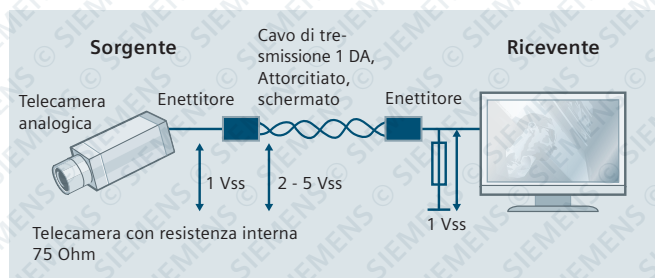 Sorgente
Cavo di tre-
smissione 1 DA,
Attorcitiato,
schermato
Ricevente
Telecamera
analogica
Enettitore
Enettitore
1 Vss
2 - 5 Vss
1 Vss
Telecamera con resistenza interna
75 Ohm
© SIEMENS